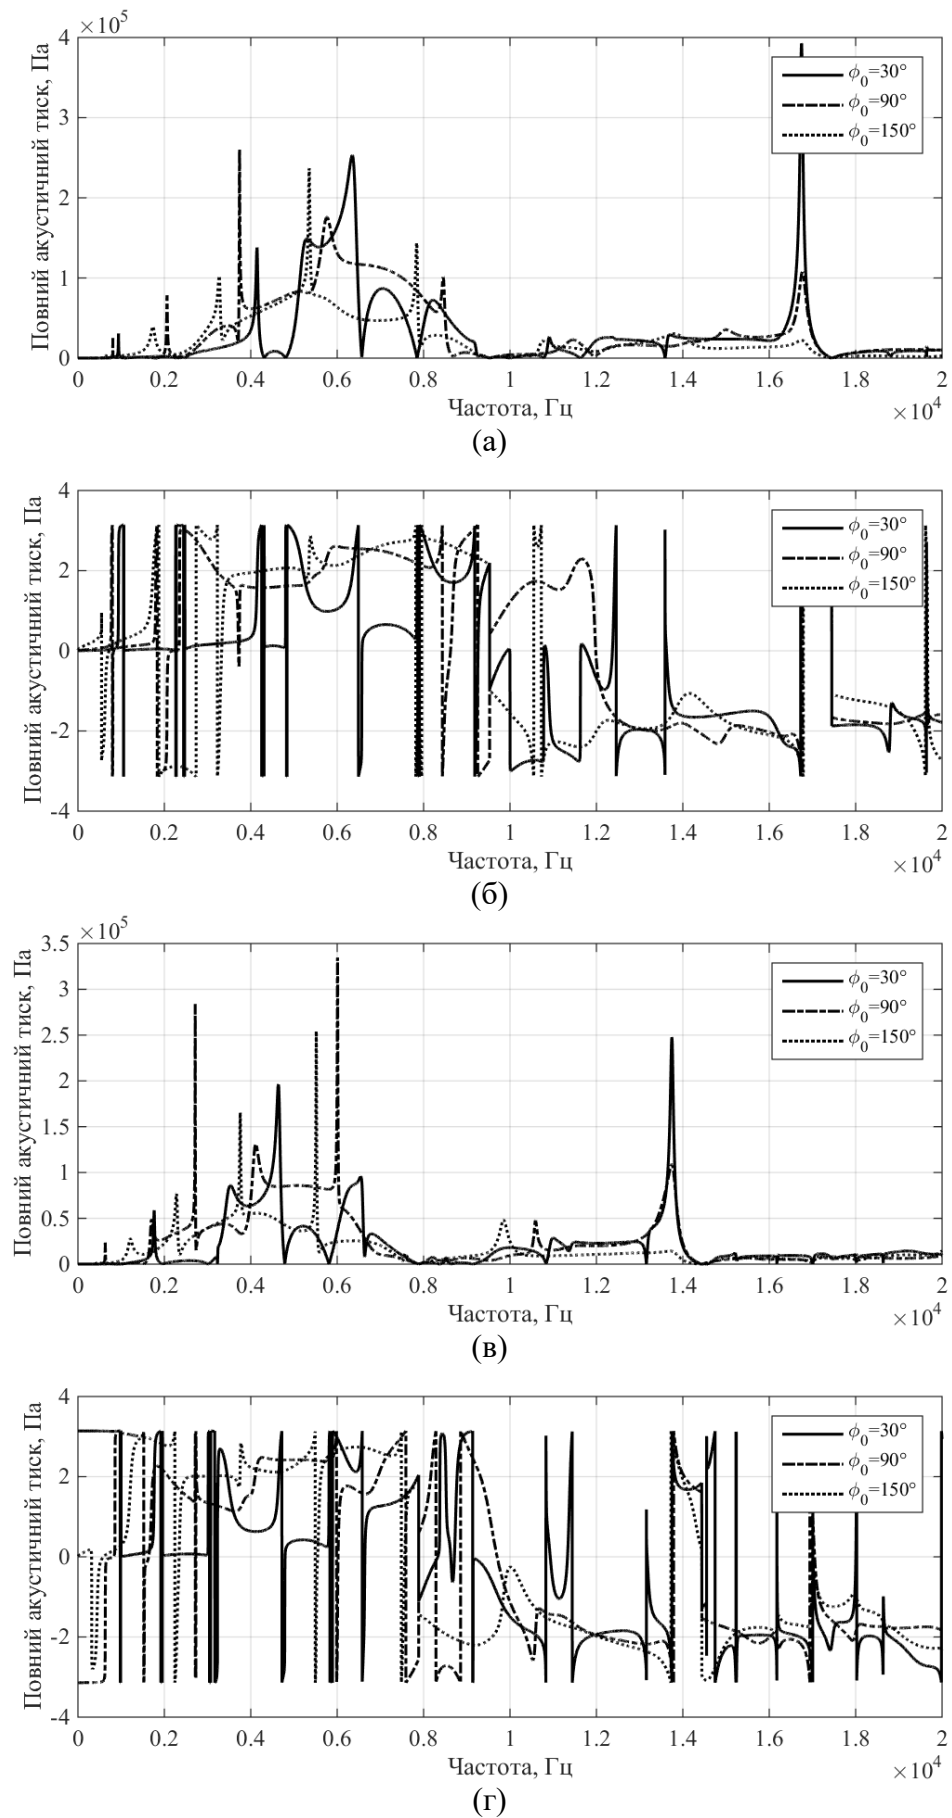 ×10⁵
4
3
2
1
0
Повний акустичний тиск, Па
ϕ₀=30°
ϕ₀=90°
ϕ₀=150°
0 0.2 0.4 0.6 0.8 1 1.2 1.4 1.6 1.8 2
Частота, Гц
×10⁴
(а)
4
2
0
-2
-4
Повний акустичний тиск, Па
ϕ₀=30°
ϕ₀=90°
ϕ₀=150°
0 0.2 0.4 0.6 0.8 1 1.2 1.4 1.6 1.8 2
Частота, Гц
×10⁴
(б)
×10⁵
3.5
3
2.5
2
1.5
1
0.5
0
Повний акустичний тиск, Па
ϕ₀=30°
ϕ₀=90°
ϕ₀=150°
0 0.2 0.4 0.6 0.8 1 1.2 1.4 1.6 1.8 2
Частота, Гц
×10⁴
(в)
4
2
0
-2
-4
Повний акустичний тиск, Па
ϕ₀=30°
ϕ₀=90°
ϕ₀=150°
0 0.2 0.4 0.6 0.8 1 1.2 1.4 1.6 1.8 2
Частота, Гц
×10⁴
(г)